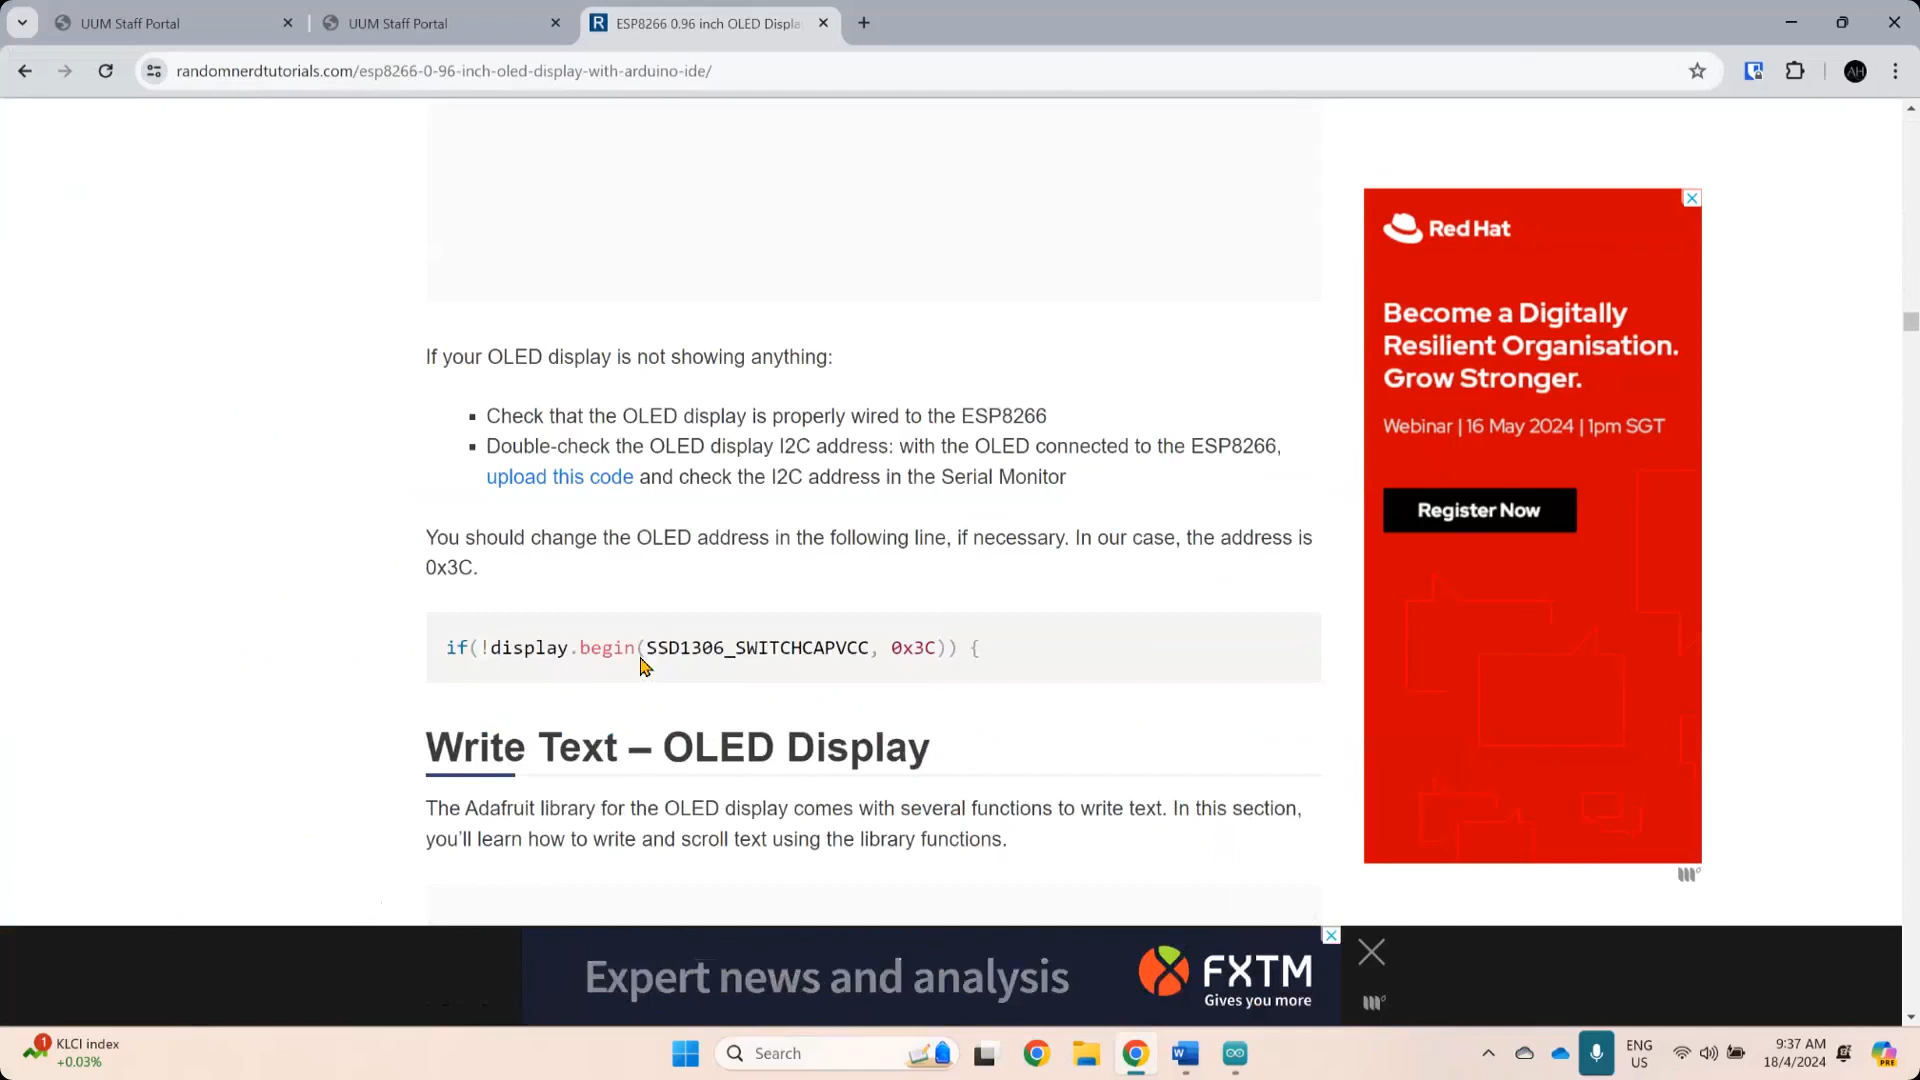 UUM Staff Portal
UUM Staff Portal
ESP8266 0.96 inch OLED Displa
randomnerdtutorials.com/esp8266-0-96-inch-oled-display-with-arduino-ide/
AH
If your OLED display is not showing anything:
Check that the OLED display is properly wired to the ESP8266
Double-check the OLED display I2C address: with the OLED connected to the ESP8266,
upload this code and check the I2C address in the Serial Monitor
You should change the OLED address in the following line, if necessary. In our case, the address is
0x3C.
if(!display.begin(SSD1306_SWITCHCAPVCC, 0x3C)) {
Write Text – OLED Display
The Adafruit library for the OLED display comes with several functions to write text. In this section,
you'll learn how to write and scroll text using the library functions.
Red Hat
Become a Digitally
Resilient Organisation.
Grow Stronger.
Webinar | 16 May 2024 | 1pm SGT
Register Now
Expert news and analysis
FXTM
Gives you more
1
KLCI index
+0.03%
Search
ENG
US
9:37 AM
18/4/2024
PRE